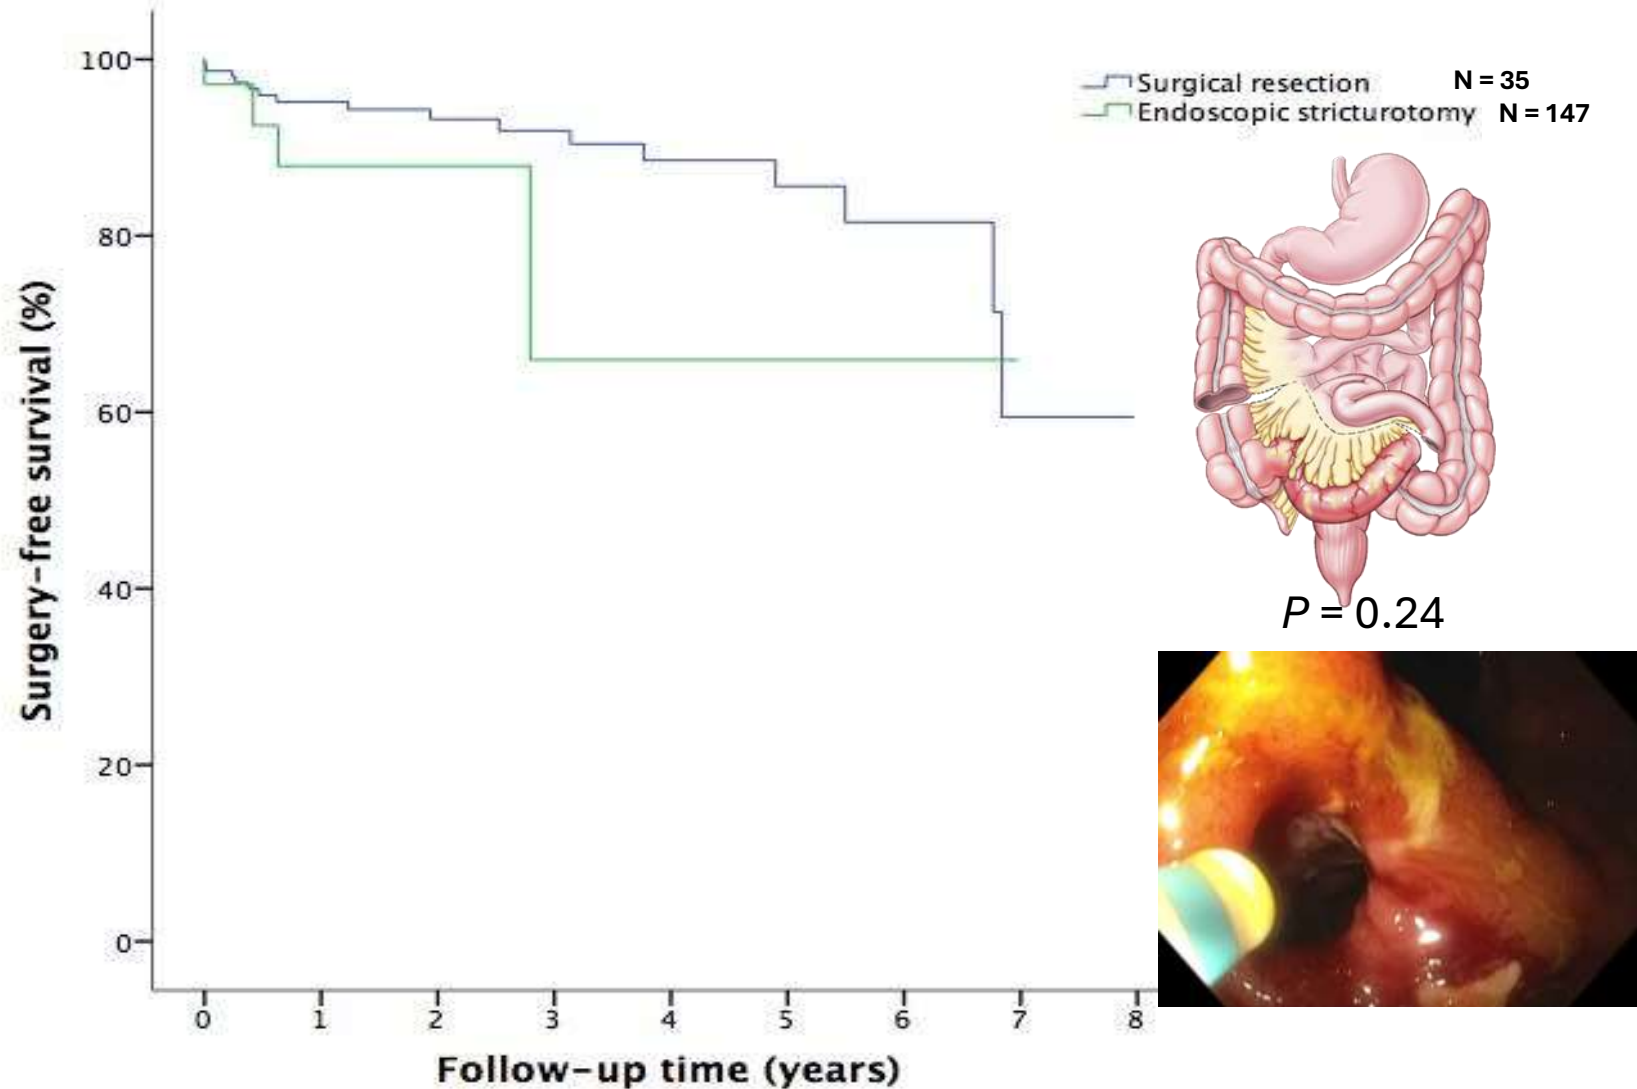 Surgery-free survival (%)
100
80
60
40
20
0
0 1 2 3 4 5 6 7 8
Follow-up time (years)
Surgical resection N = 35
Endoscopic stricturotomy N = 147
P = 0.24